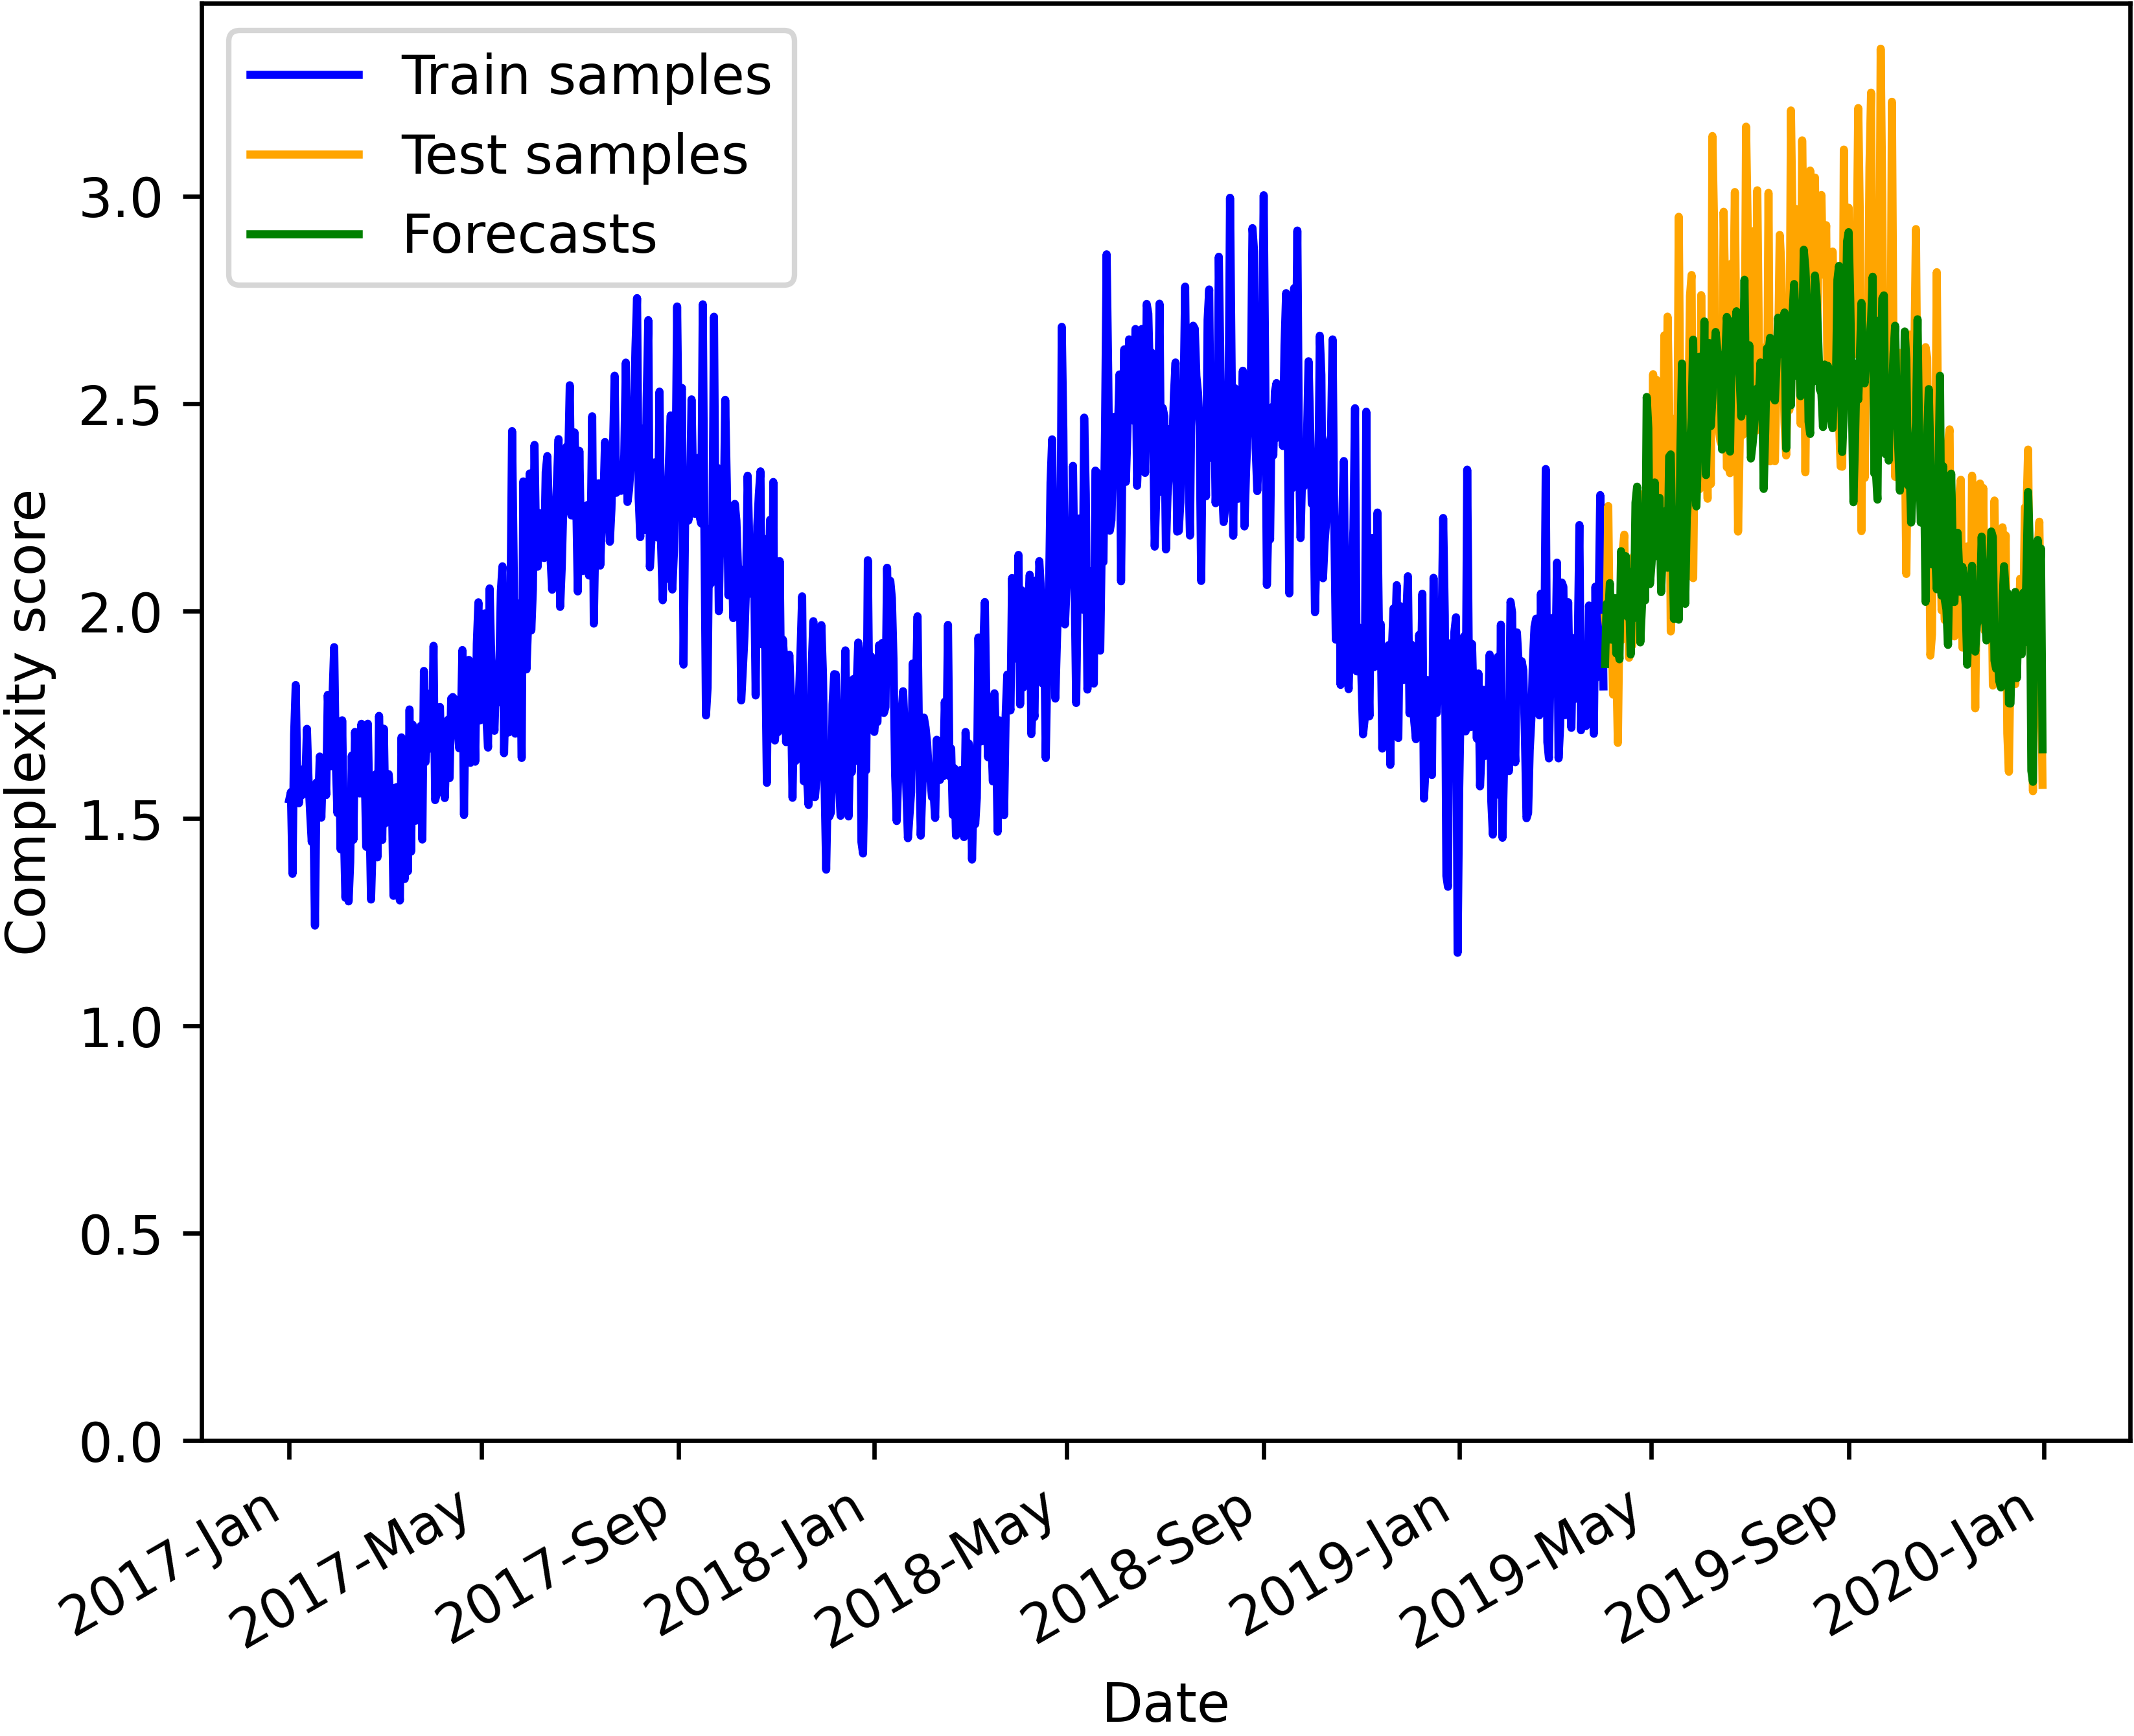 Train samples
Test samples
Forecasts
3.0
2.5
2.0
1.5
1.0
0.5
0.0
Complexity score
2017-Jan
2017-May
2017-Sep
2018-Jan
2018-May
2018-Sep
2019-Jan
2019-May
2019-Sep
2020-Jan
Date